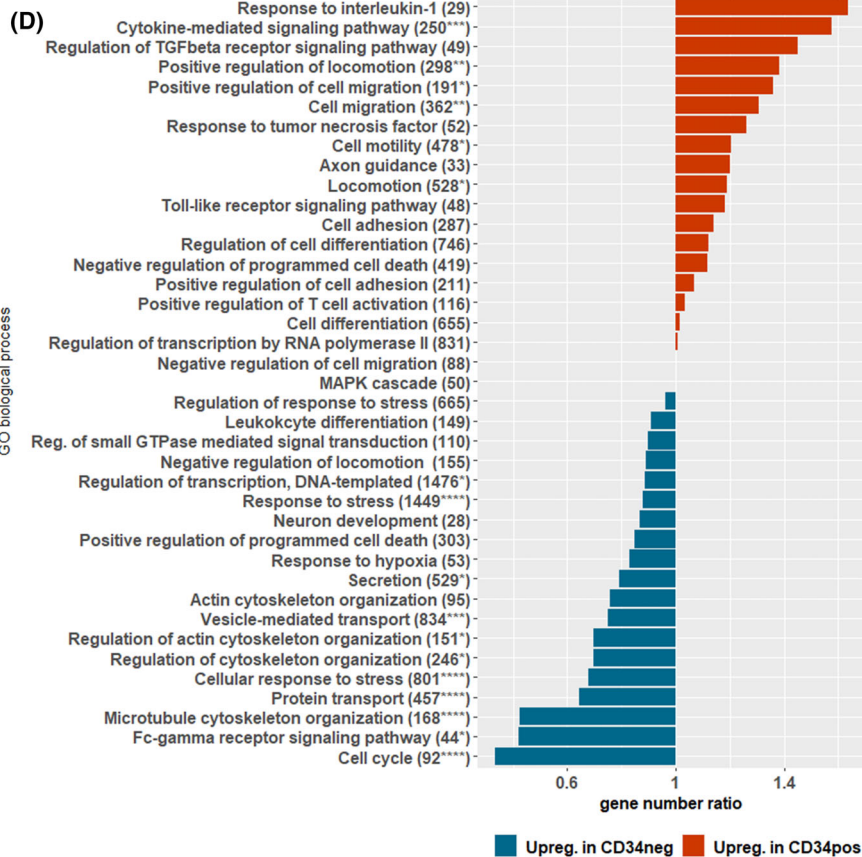 (D)
Response to interleukin-1 (29)
Cytokine-mediated signaling pathway (250***)
Regulation of TGFbeta receptor signaling pathway (49)
Positive regulation of locomotion (298**)
Positive regulation of cell migration (191*)
Cell migration (362**)
Response to tumor necrosis factor (52)
Cell motility (478*)
Axon guidance (33)
Locomotion (528*)
Toll-like receptor signaling pathway (48)
Cell adhesion (287)
Regulation of cell differentiation (746)
Negative regulation of programmed cell death (419)
Positive regulation of cell adhesion (211)
Positive regulation of T cell activation (116)
Cell differentiation (655)
Regulation of transcription by RNA polymerase II (831)
Negative regulation of cell migration (88)
MAPK cascade (50)
Regulation of response to stress (665)
Leukokcyte differentiation (149)
Reg. of small GTPase mediated signal transduction (110)
Negative regulation of locomotion (155)
Regulation of transcription, DNA-templated (1476*)
Response to stress (1449****)
Neuron development (28)
Positive regulation of programmed cell death (303)
Response to hypoxia (53)
Secretion (529*)
Actin cytoskeleton organization (95)
Vesicle-mediated transport (834***)
Regulation of actin cytoskeleton organization (151*)
Regulation of cytoskeleton organization (246*)
Cellular response to stress (801****)
Protein transport (457****)
Microtubule cytoskeleton organization (168****)
Fc-gamma receptor signaling pathway (44*)
Cell cycle (92****)
GO biological process
0.6 1 1.4
gene number ratio
Upreg. in CD34neg Upreg. in CD34pos